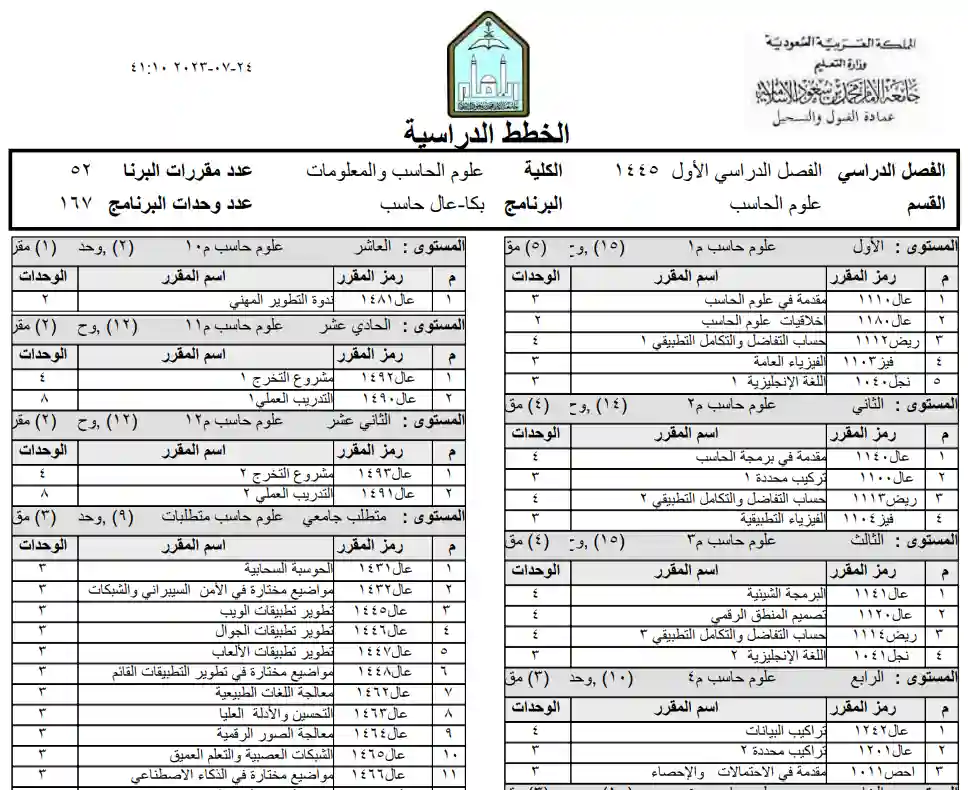 المملكة العربية السعودية
وزارة التعليم
جامعة الإمام محمد بن سعود الإسلامية
عمادة القبول والتسجيل
٢٤-٠٧-٢٠٢٣ ٤١:١٠
الخطط الدراسية
الفصل الدراسي الفصل الدراسي الأول ١٤٤٥ الكلية علوم الحاسب والمعلومات عدد مقررات البرنا ٥٢
القسم علوم الحاسب البرنامج بكا-عال حاسب عدد وحدات البرنامج ١٦٧
المستوى : الأول علوم حاسب م١ (١٥) ,وح (٥) مق
م رمز المقرر اسم المقرر الوحدات
١ عال١١١٠ مقدمة في علوم الحاسب ٣
٢ عال١١٨٠ اخلاقيات علوم الحاسب ٢
٣ ريض١١١٢ حساب التفاضل والتكامل التطبيقي ١ ٤
٤ فيز١١٠٣ الفيزياء العامة ٣
٥ نجل١٠٤٠ اللغة الإنجليزية ١ ٣
المستوى : الثاني علوم حاسب م٢ (١٤) ,وح (٤) مق
م رمز المقرر اسم المقرر الوحدات
١ عال١١٤٠ مقدمة في برمجة الحاسب ٤
٢ عال١١٠٠ تركيب محددة ١ ٣
٣ ريض١١١٣ حساب التفاضل والتكامل التطبيقي ٢ ٤
٤ فيز١١٠٤ الفيزياء التطبيقية ٣
المستوى : الثالث علوم حاسب م٣ (١٥) ,وح (٤) مق
م رمز المقرر اسم المقرر الوحدات
١ عال١١٤١ البرمجة الشيئية ٤
٢ عال١١٢٠ تصميم المنطق الرقمي ٤
٣ ريض١١١٤ حساب التفاضل والتكامل التطبيقي ٣ ٤
٤ نجل١٠٤١ اللغة الإنجليزية ٢ ٣
المستوى : الرابع علوم حاسب م٤ (١٠) ,وحد (٣) مق
م رمز المقرر اسم المقرر الوحدات
١ عال١٢٤٢ تراكيب البيانات ٤
٢ عال١٢٠١ تراكيب محددة ٢ ٣
٣ احص١٠١١ مقدمة في الاحتمالات والإحصاء ٣
المستوى : العاشر علوم حاسب م١٠ (٢) ,وحد (١) مقر
م رمز المقرر اسم المقرر الوحدات
١ عال١٤٨١ ندوة التطوير المهني ٢
المستوى : الحادي عشر علوم حاسب م١١ (١٢) ,وح (٢) مقر
م رمز المقرر اسم المقرر الوحدات
١ عال١٤٩٢ مشروع التخرج ١ ٤
٢ عال١٤٩٠ التدريب العملي١ ٨
المستوى : الثاني عشر علوم حاسب م١٢ (١٢) ,وح (٢) مقر
م رمز المقرر اسم المقرر الوحدات
١ عال١٤٩٣ مشروع التخرج ٢ ٤
٢ عال١٤٩١ التدريب العملي ٢ ٨
المستوى : متطلب جامعي علوم حاسب متطلبات (٩) ,وحد (٣) مق
م رمز المقرر اسم المقرر الوحدات
١ عال١٤٣١ الحوسبة السحابية ٣
٢ عال١٤٣٢ مواضيع مختارة في الأمن السيبراني والشبكات ٣
٣ عال١٤٤٥ تطوير تطبيقات الويب ٣
٤ عال١٤٤٦ تطوير تطبيقات الجوال ٣
٥ عال١٤٤٧ تطوير تطبيقات الألعاب ٣
٦ عال١٤٤٨ مواضيع مختارة في تطوير التطبيقات القائم ٣
٧ عال١٤٦٢ معالجة اللغات الطبيعية ٣
٨ عال١٤٦٣ التحسين والأدلة العليا ٣
٩ عال١٤٦٤ معالجة الصور الرقمية ٣
١٠ عال١٤٦٥ الشبكات العصبية والتعلم العميق ٣
١١ عال١٤٦٦ مواضيع مختارة في الذكاء الاصطناعي ٣